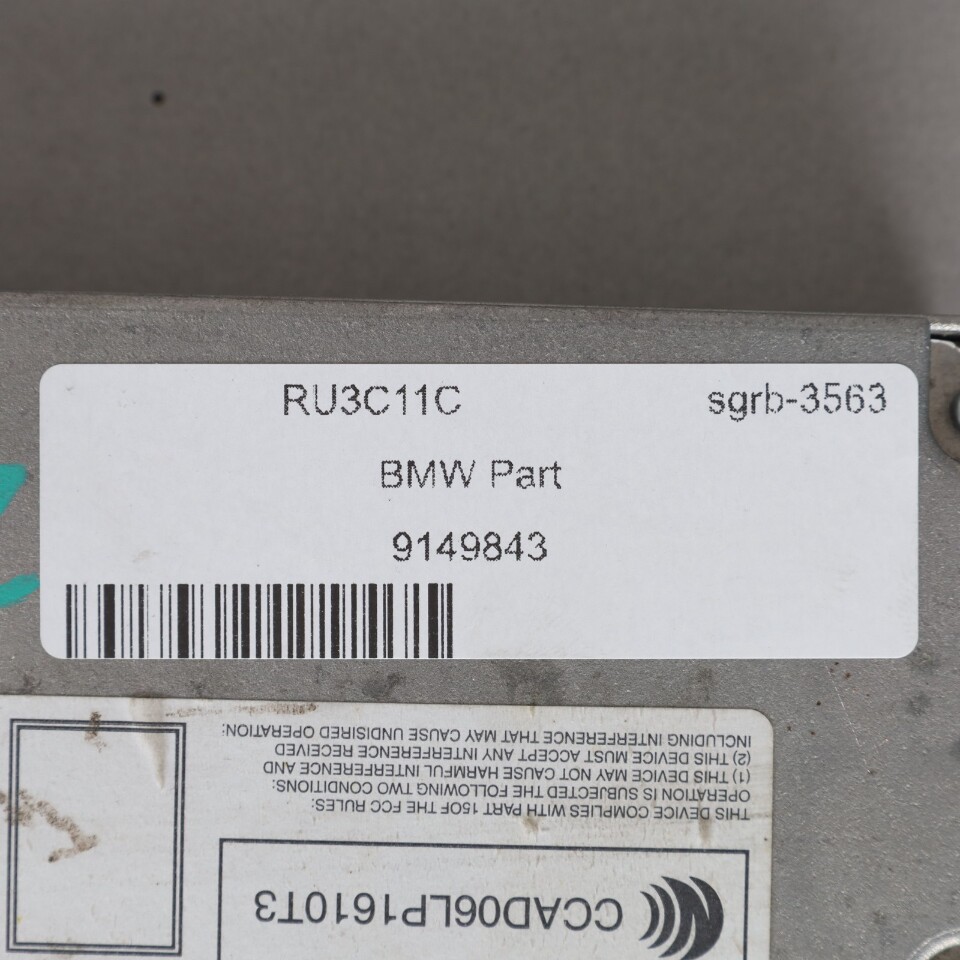 RU3C11C sgrb-3563
BMW Part
9149843
CCAD06LP1610T3
THIS DEVICE COMPLIES WITH PART 15OF THE FCC RULES:
OPERATION IS SUBJECTED THE FOLLOWING TWO CONDITIONS:
(1) THIS DEVICE MAY NOT CAUSE HARMFUL INTERFERENCE AND
(2) THIS DEVICE MUST ACCEPT ANY INTERFERENCE RECEIVED
INCLUDING INTERFERENCE THAT MAY CAUSE UNDISIRED OPERATION: